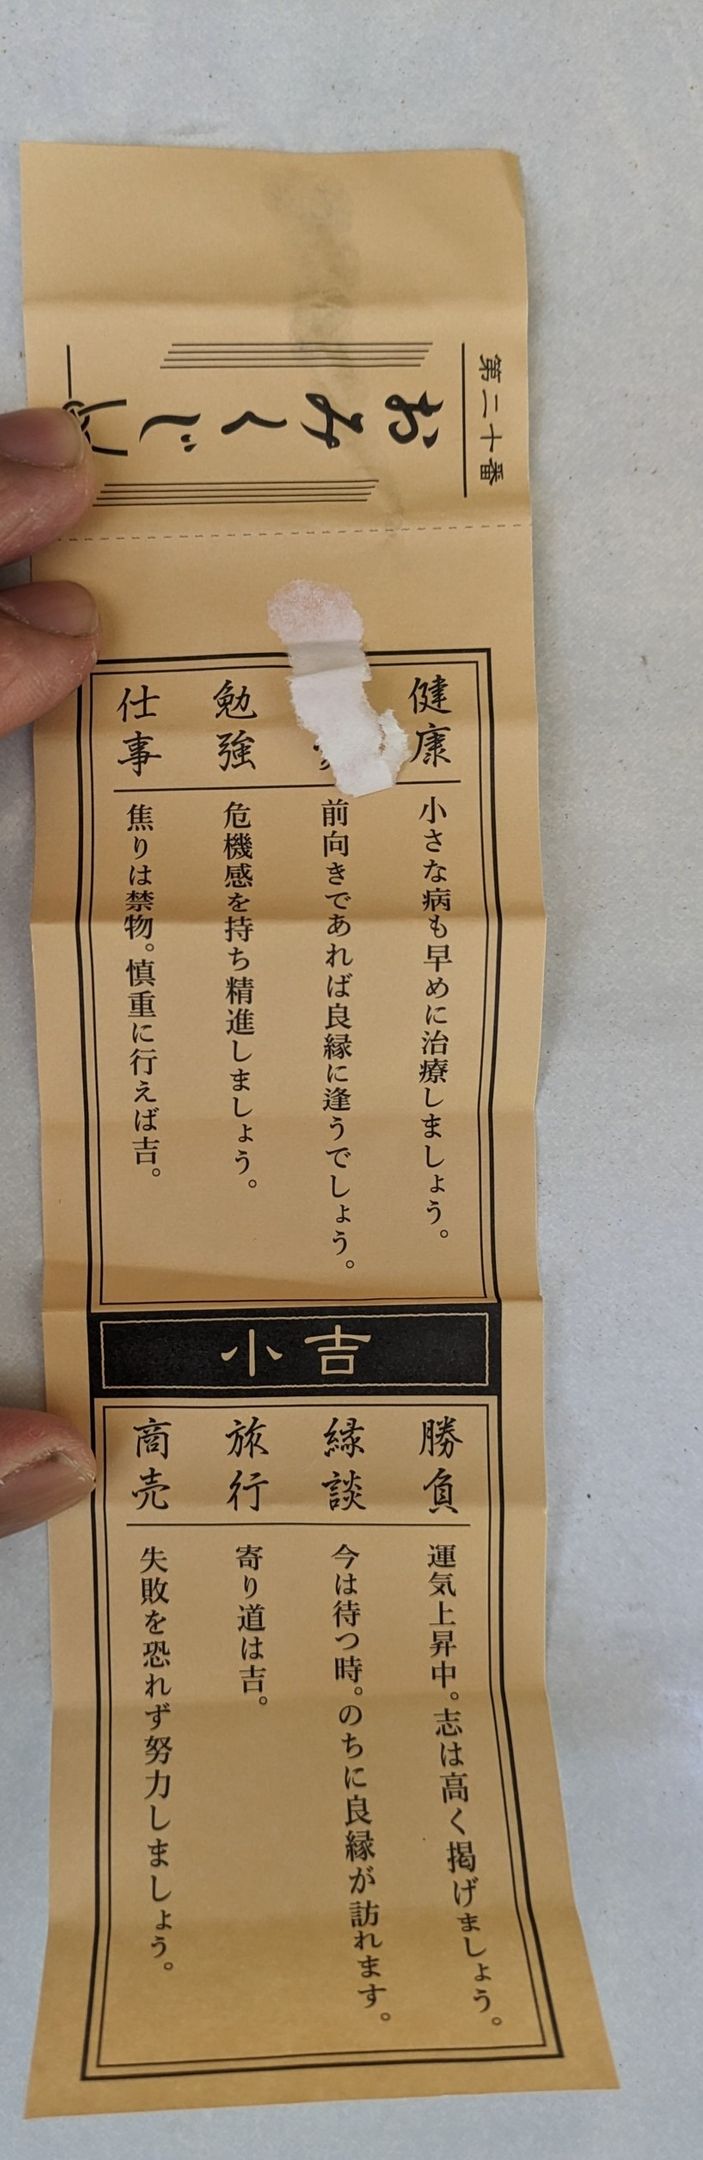 第二十番
おみくじ
健康
小さな病も早めに治療しましょう。
前向きであれば良縁に逢うでしょう。
勉強
危機感を持ち精進しましょう。
仕事
焦りは禁物。慎重に行えば吉。
小吉
勝負
運気上昇中。志は高く掲げましょう。
縁談
今は待つ時。のちに良縁が訪れます。
旅行
寄り道は吉。
商売
失敗を恐れず努力しましょう。